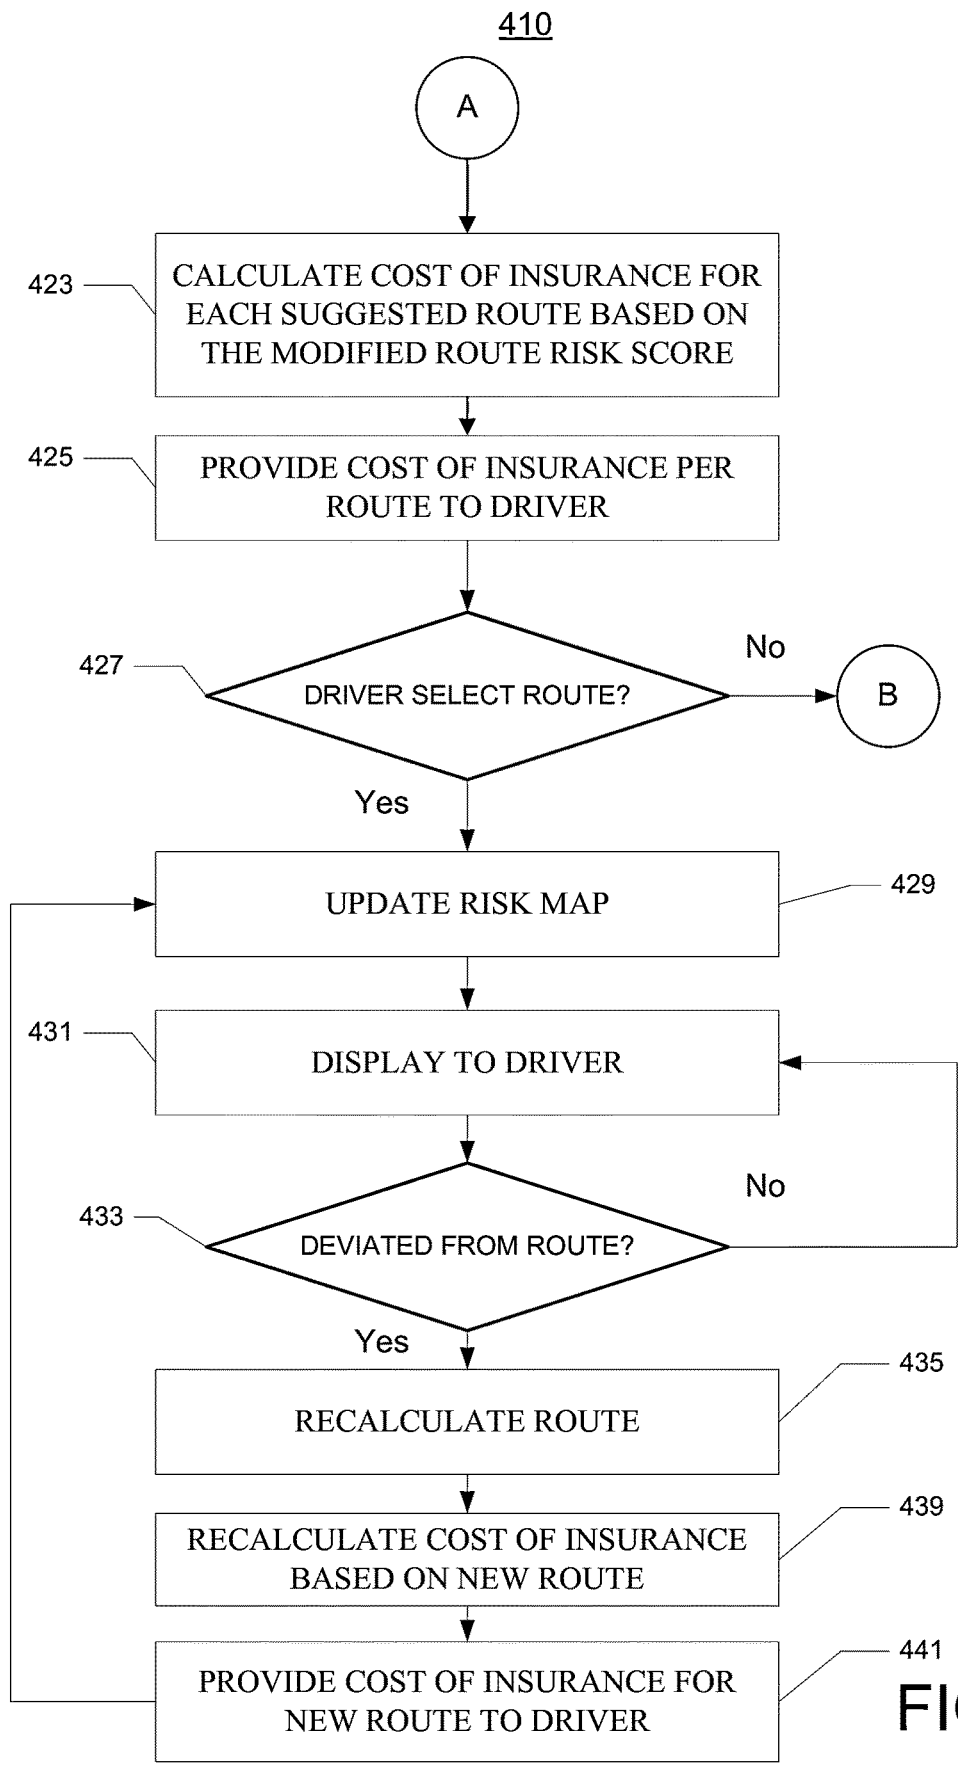 410
A
423
CALCULATE COST OF INSURANCE FOR
EACH SUGGESTED ROUTE BASED ON
THE MODIFIED ROUTE RISK SCORE
425
PROVIDE COST OF INSURANCE PER
ROUTE TO DRIVER
427
DRIVER SELECT ROUTE?
No
B
Yes
UPDATE RISK MAP
429
431
DISPLAY TO DRIVER
433
DEVIATED FROM ROUTE?
No
Yes
435
RECALCULATE ROUTE
439
RECALCULATE COST OF INSURANCE
BASED ON NEW ROUTE
441
PROVIDE COST OF INSURANCE FOR
NEW ROUTE TO DRIVER